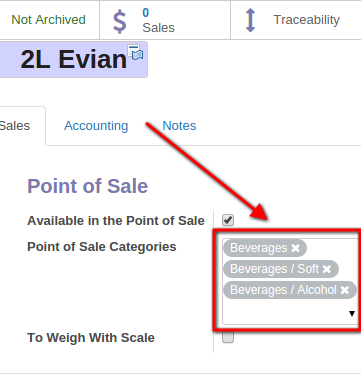 Not Archived
0
Sales
Traceability
2L Evian
Sales
Accounting
Notes
Point of Sale
Available in the Point of Sale
Point of Sale Categories
Beverages ×
Beverages / Soft ×
Beverages / Alcohol ×
To Weigh With Scale